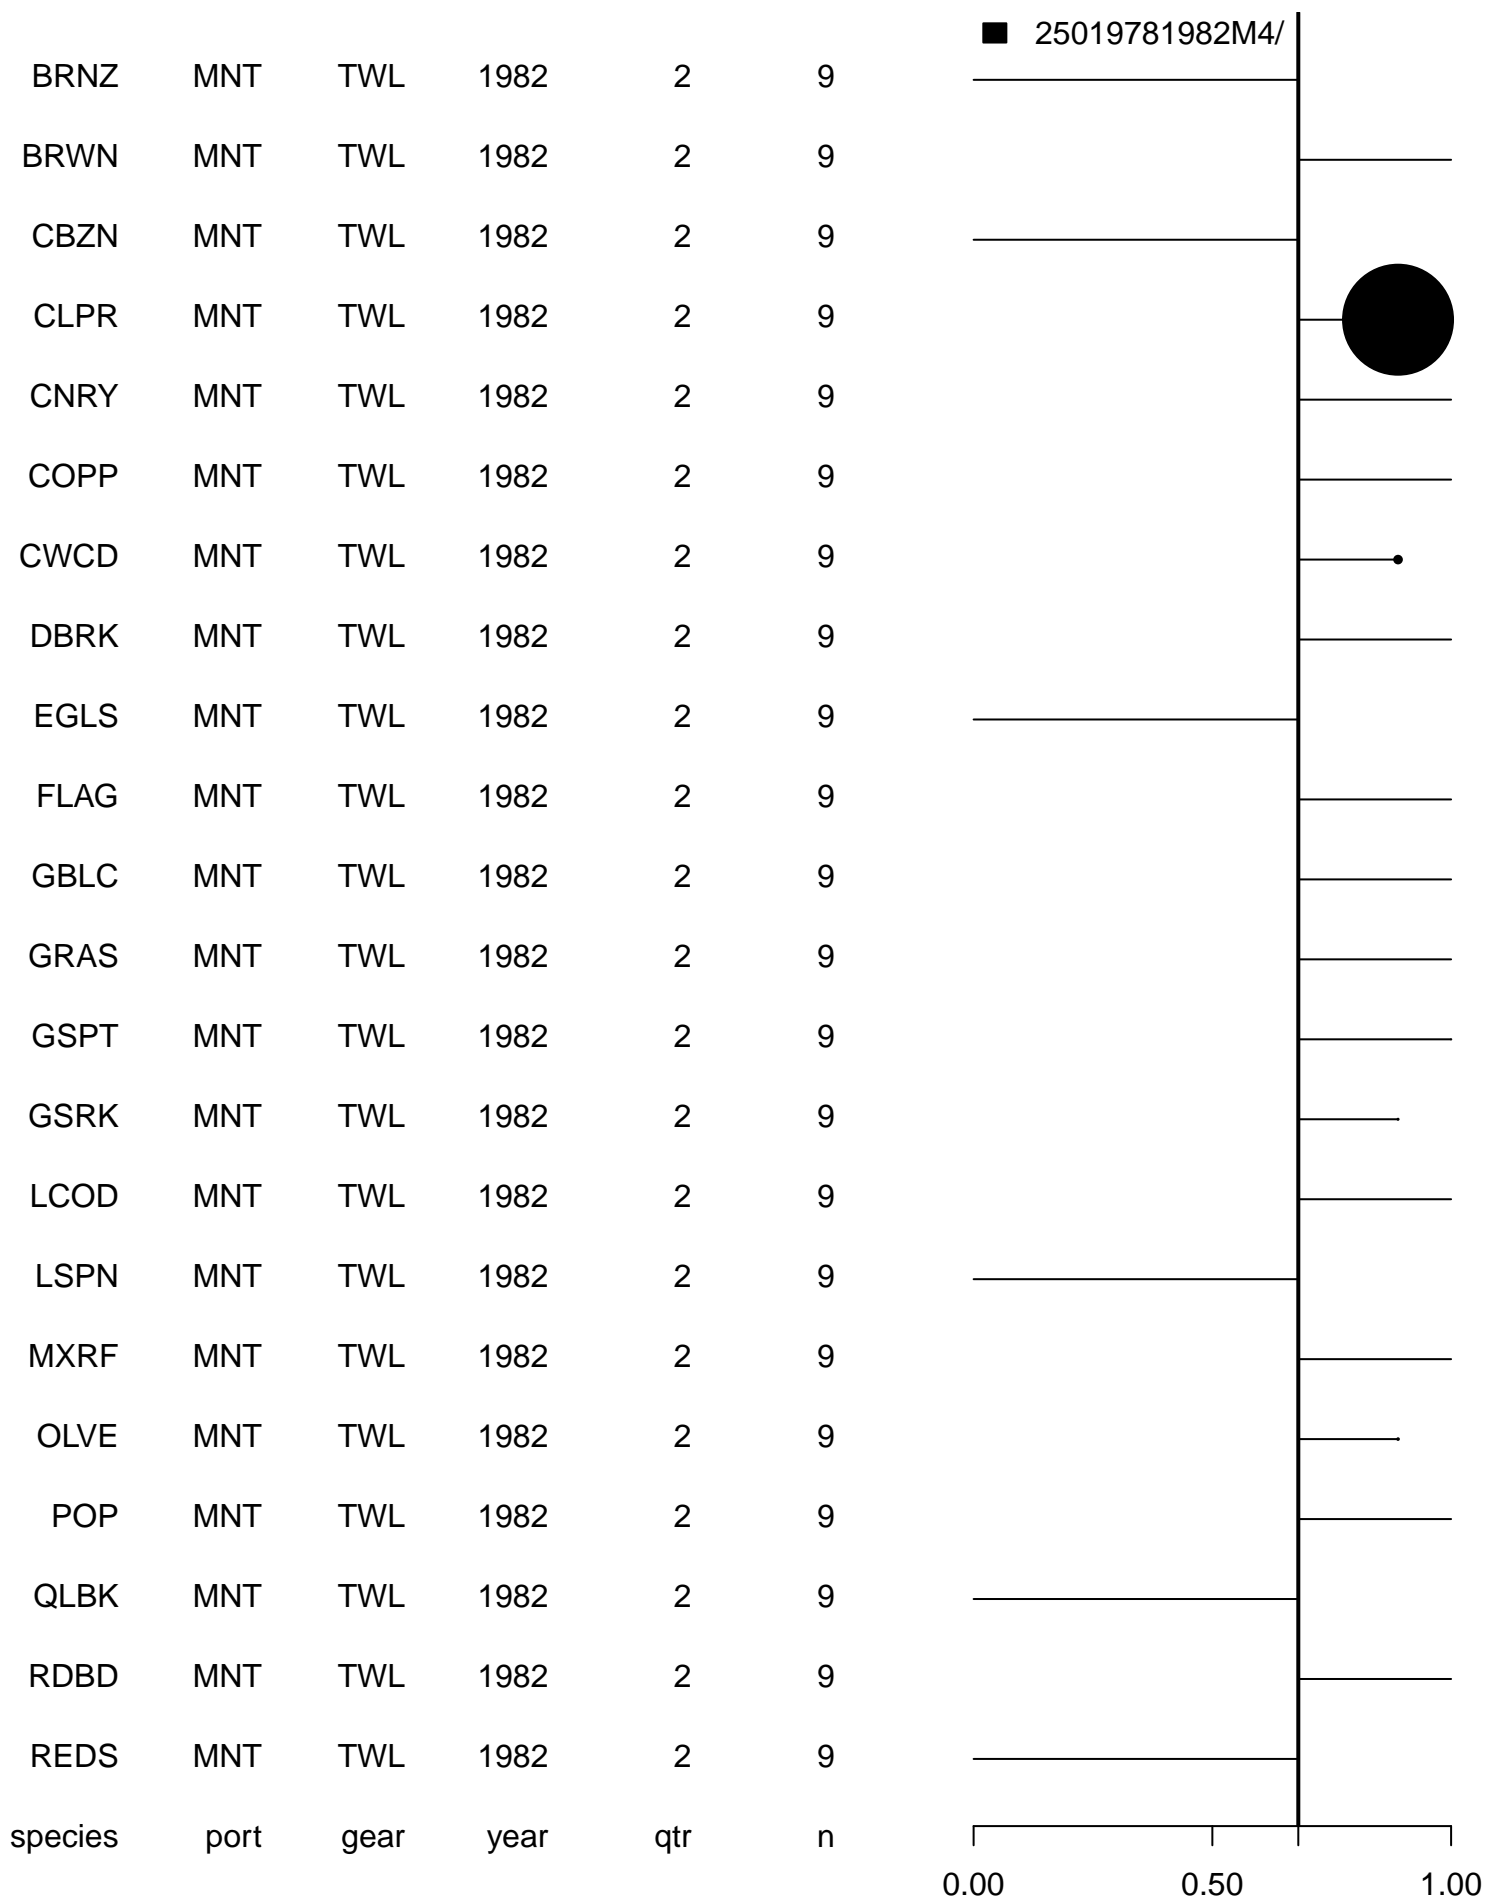 25019781982M4/
BRNZ MNT TWL 1982 2 9
BRWN MNT TWL 1982 2 9
CBZN MNT TWL 1982 2 9
CLPR MNT TWL 1982 2 9
CNRY MNT TWL 1982 2 9
COPP MNT TWL 1982 2 9
CWCD MNT TWL 1982 2 9
DBRK MNT TWL 1982 2 9
EGLS MNT TWL 1982 2 9
FLAG MNT TWL 1982 2 9
GBLC MNT TWL 1982 2 9
GRAS MNT TWL 1982 2 9
GSPT MNT TWL 1982 2 9
GSRK MNT TWL 1982 2 9
LCOD MNT TWL 1982 2 9
LSPN MNT TWL 1982 2 9
MXRF MNT TWL 1982 2 9
OLVE MNT TWL 1982 2 9
POP MNT TWL 1982 2 9
QLBK MNT TWL 1982 2 9
RDBD MNT TWL 1982 2 9
REDS MNT TWL 1982 2 9
species port gear year qtr n
0.00 0.50 1.00